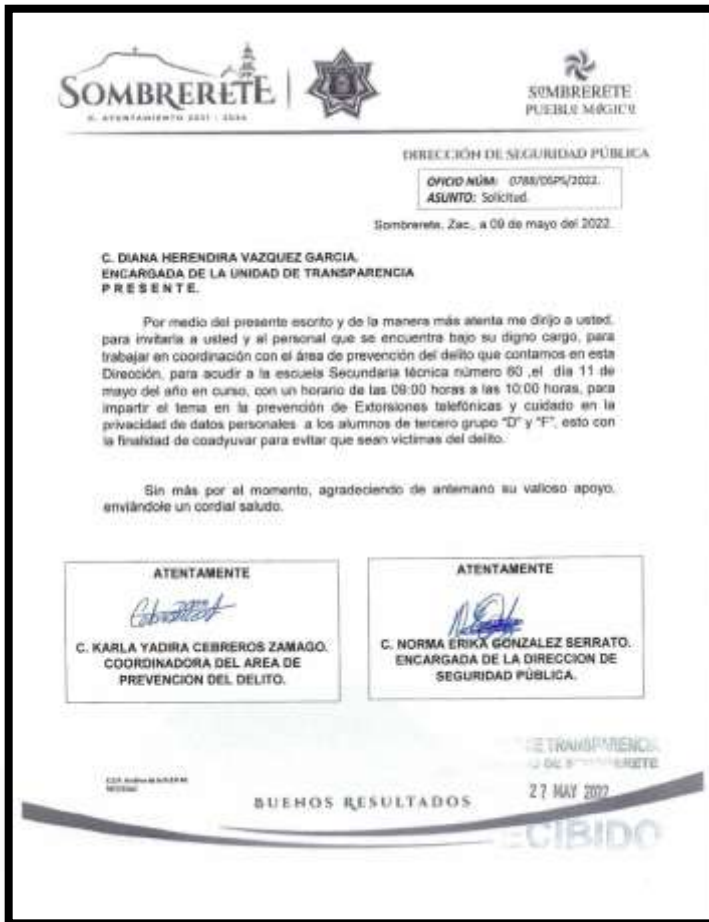 SOMBRERETE
H. AYUNTAMIENTO 2021 - 2024
SOMBRERETE
PUEBLO MÁGICO
DIRECCIÓN DE SEGURIDAD PÚBLICA
OFICIO NÚM: 0788/DSPS/2022.
ASUNTO: Solicitud.
Sombrerete, Zac., a 09 de mayo del 2022.
C. DIANA HERENDIRA VAZQUEZ GARCIA.
ENCARGADA DE LA UNIDAD DE TRANSPARENCIA
P R E S E N T E.
Por medio del presente escrito y de la manera más atenta me dirijo a usted,
para invitarla a usted y al personal que se encuentra bajo su digno cargo, para
trabajar en coordinación con el área de prevención del delito que contamos en esta
Dirección, para acudir a la escuela Secundaria técnica número 60 ,el día 11 de
mayo del año en curso, con un horario de las 09:00 horas a las 10:00 horas, para
impartir el tema en la prevención de Extorsiones telefónicas y cuidado en la
privacidad de datos personales a los alumnos de tercero grupo "D" y "F", esto con
la finalidad de coadyuvar para evitar que sean víctimas del delito.
Sin más por el momento, agradeciendo de antemano su valioso apoyo,
enviándole un cordial saludo.
ATENTAMENTE
C. KARLA YADIRA CEBREROS ZAMAGO.
COORDINADORA DEL AREA DE
PREVENCION DEL DELITO.
ATENTAMENTE
C. NORMA ERIKA GONZALEZ SERRATO.
ENCARGADA DE LA DIRECCION DE
SEGURIDAD PÚBLICA.
DE TRANSPARENCIA
27 MAY 2022
BUENOS RESULTADOS
ECIBIDO